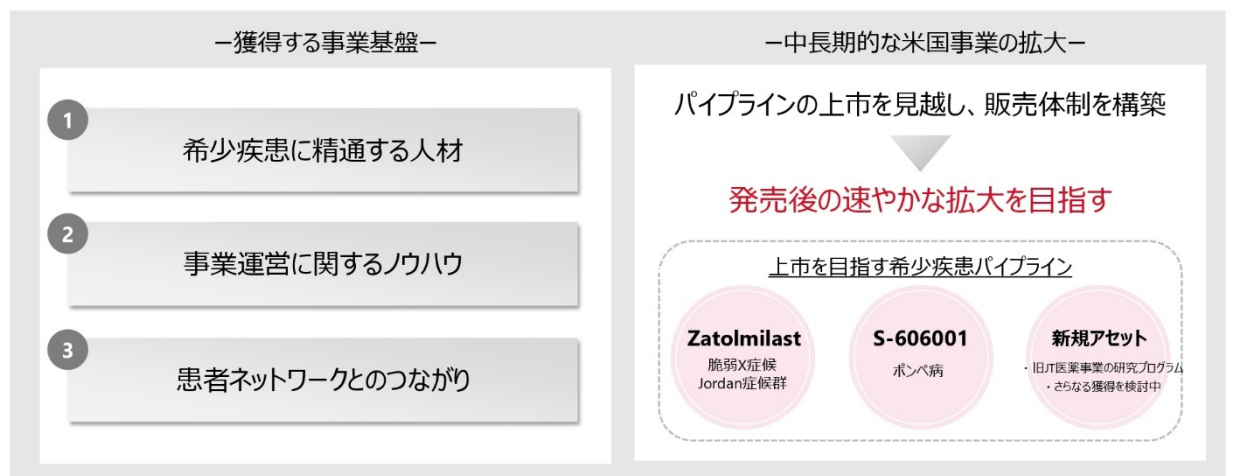 －獲得する事業基盤－
1
希少疾患に精通する人材
2
事業運営に関するノウハウ
3
患者ネットワークとのつながり
－中長期的な米国事業の拡大－
パイプラインの上市を見越し、販売体制を構築
発売後の速やかな拡大を目指す
上市を目指す希少疾患パイプライン
Zatolmilast
脆弱X症候
Jordan症候群
S-606001
ポンペ病
新規アセット
・旧JT医薬事業の研究プログラム
・さらなる獲得を検討中